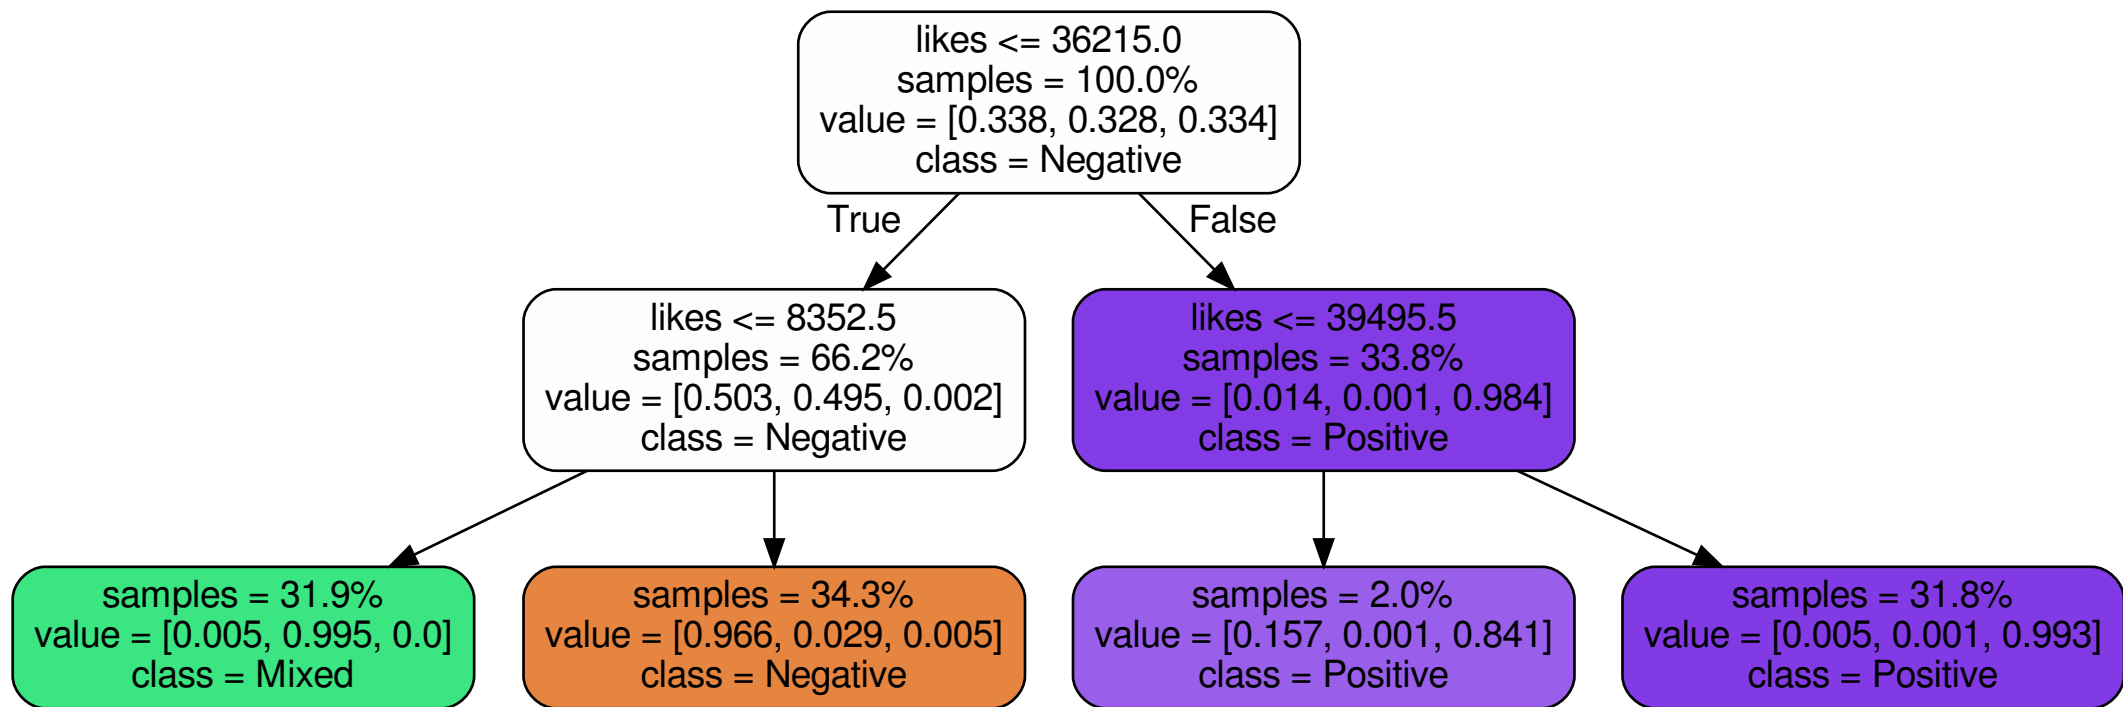 likes <= 36215.0
samples = 100.0%
value = [0.338, 0.328, 0.334]
class = Negative
True
False
likes <= 8352.5
samples = 66.2%
value = [0.503, 0.495, 0.002]
class = Negative
likes <= 39495.5
samples = 33.8%
value = [0.014, 0.001, 0.984]
class = Positive
samples = 31.9%
value = [0.005, 0.995, 0.0]
class = Mixed
samples = 34.3%
value = [0.966, 0.029, 0.005]
class = Negative
samples = 2.0%
value = [0.157, 0.001, 0.841]
class = Positive
samples = 31.8%
value = [0.005, 0.001, 0.993]
class = Positive